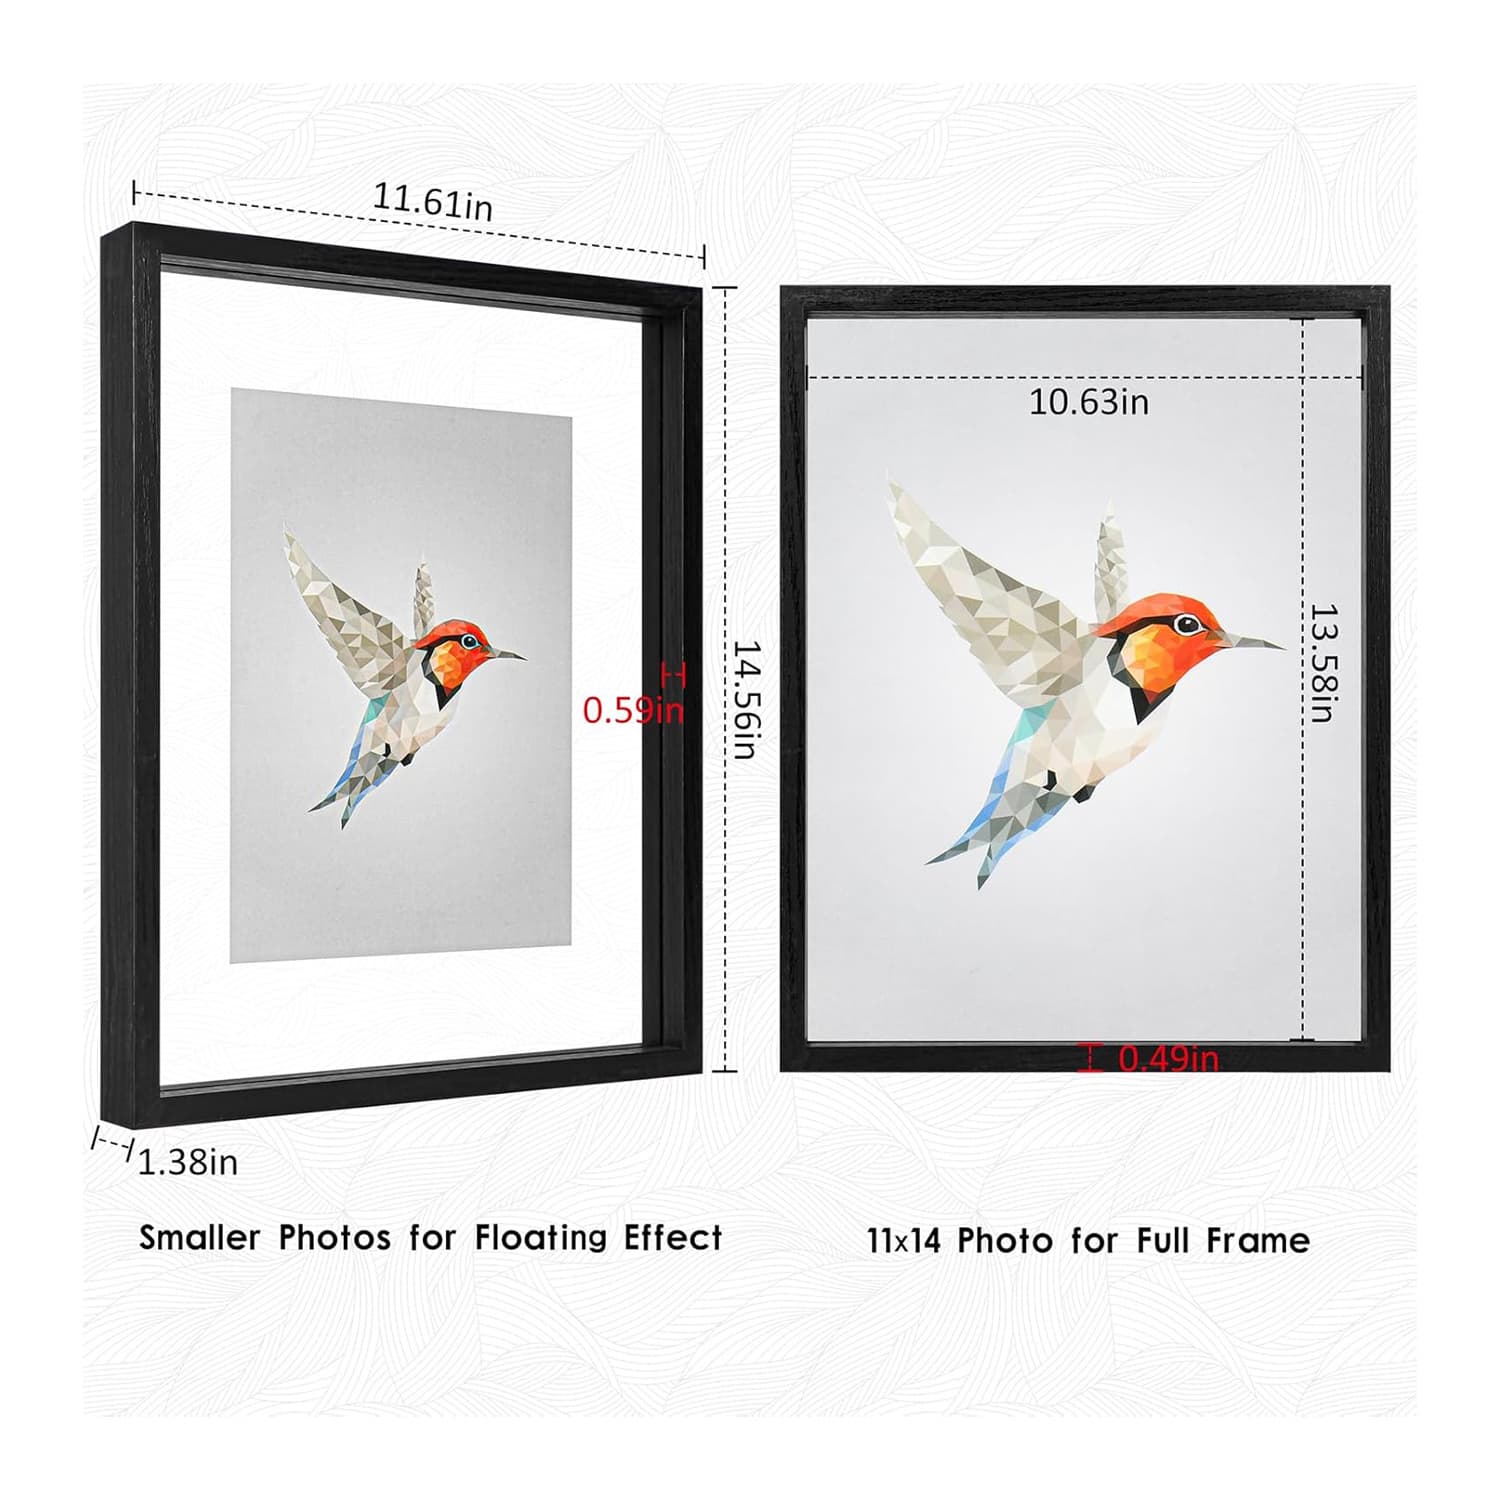 11.61in
14.56in
0.59in
1.38in
10.63in
13.58in
0.49in
Smaller Photos for Floating Effect
11x14 Photo for Full Frame